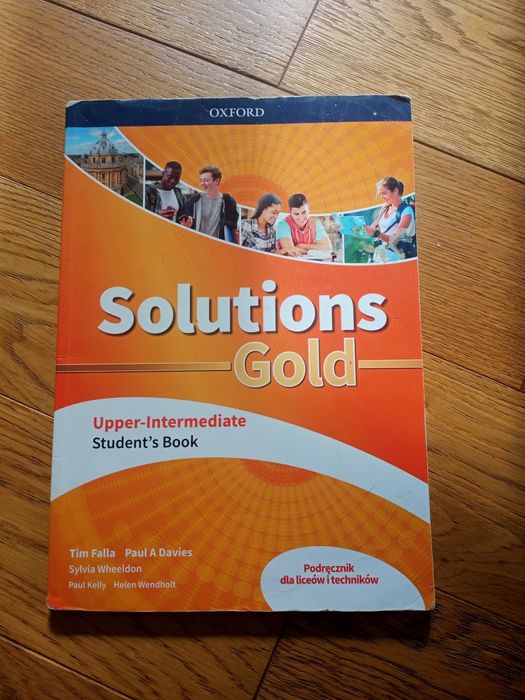 OXFORD
Solutions
Gold
Upper-Intermediate
Student's Book
Tim Falla Paul A Davies
Sylvia Wheeldon
Paul Kelly Helen Wendholt
Podręcznik
dla liceów i techników